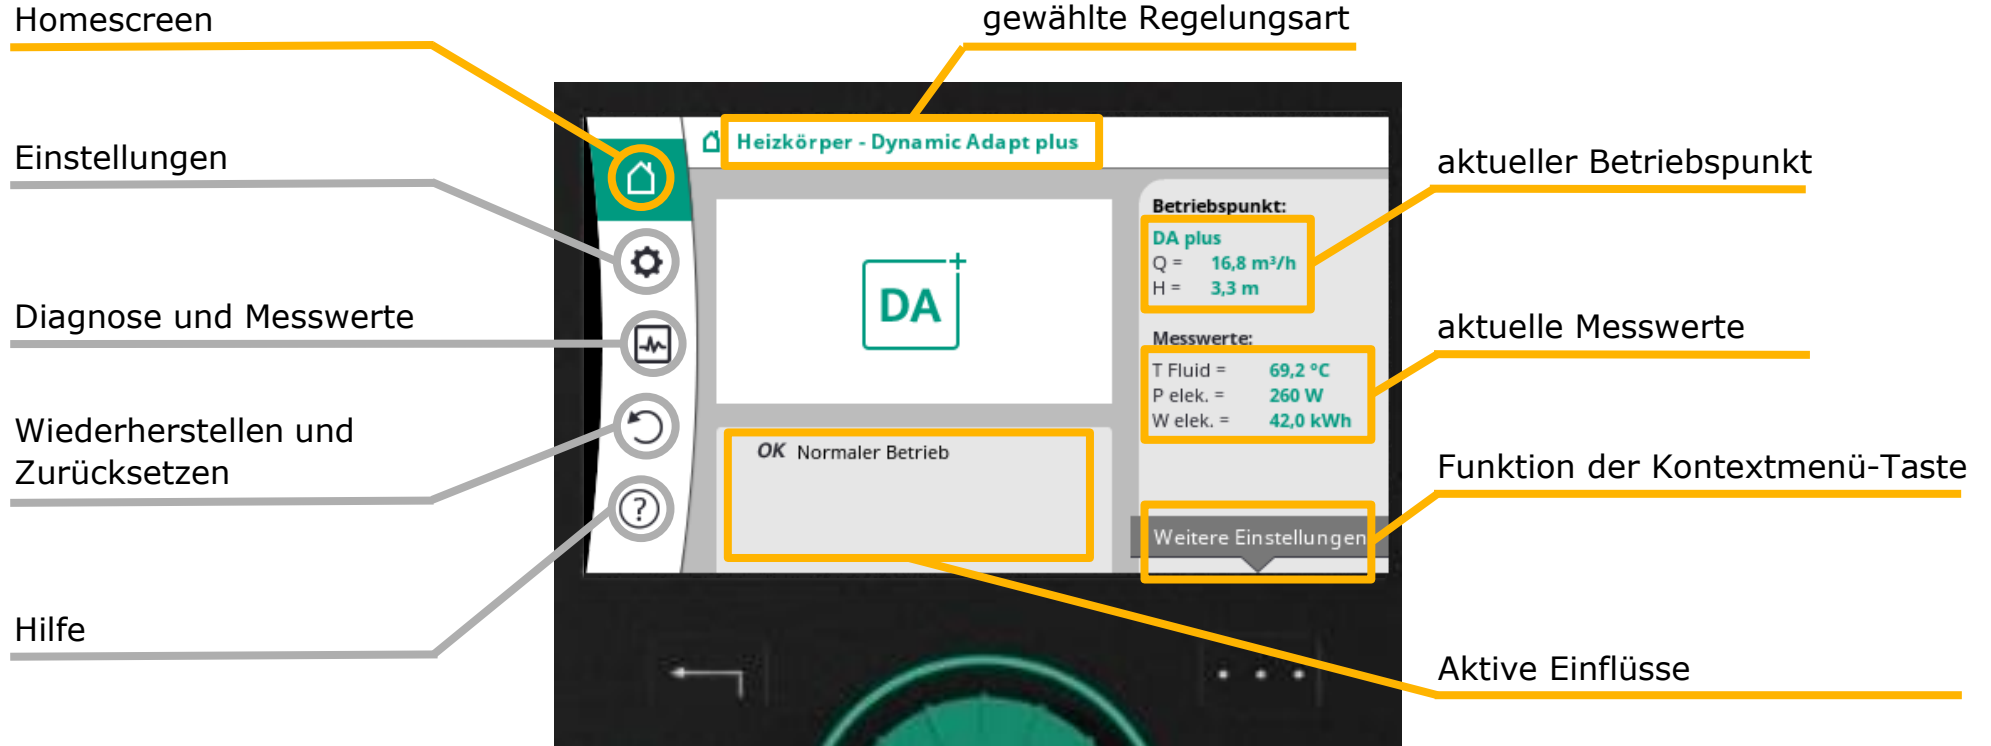 Homescreen
gewählte Regelungsart
Einstellungen
Diagnose und Messwerte
Wiederherstellen und
Zurücksetzen
Hilfe
Heizkörper - Dynamic Adapt plus
DA+
OK Normaler Betrieb
Betriebspunkt:
DA plus
Q = 16,8 m³/h
H = 3,3 m
Messwerte:
T Fluid = 69,2 °C
P elek. = 260 W
W elek. = 42,0 kWh
Weitere Einstellungen
?
aktueller Betriebspunkt
aktuelle Messwerte
Funktion der Kontextmenü-Taste
Aktive Einflüsse